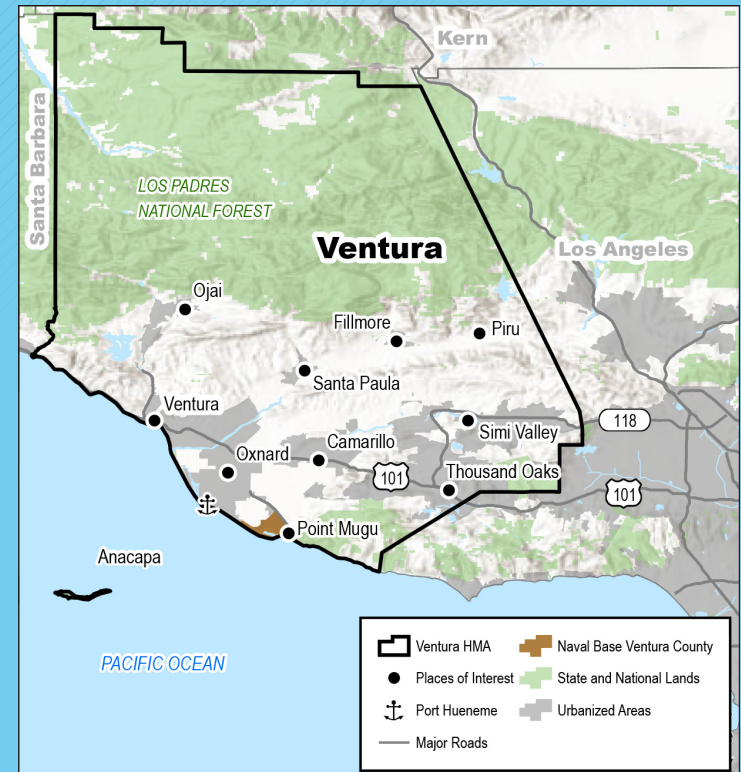 Kern
Santa Barbara
LOS PADRES
NATIONAL FOREST
Ventura
Los Angeles
Ojai
Fillmore
Piru
Santa Paula
Ventura
118
Simi Valley
Camarillo
Oxnard
101
Thousand Oaks
101
Point Mugu
Anacapa
PACIFIC OCEAN
Ventura HMA
Naval Base Ventura County
Places of Interest
State and National Lands
Port Hueneme
Urbanized Areas
Major Roads